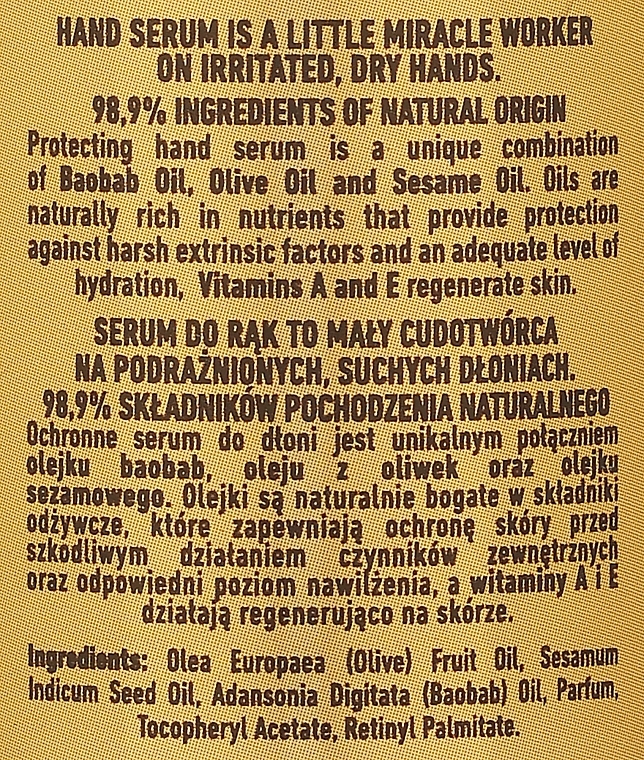 HAND SERUM IS A LITTLE MIRACLE WORKER
ON IRRITATED, DRY HANDS.
98,9% INGREDIENTS OF NATURAL ORIGIN
Protecting hand serum is a unique combination
of Baobab Oil, Olive Oil and Sesame Oil. Oils are
naturally rich in nutrients that provide protection
against harsh extrinsic factors and an adequate level of
hydration, Vitamins A and E regenerate skin.
SERUM DO RĄK TO MAŁY CUDOTWÓRCA
NA PODRAŻNIONYCH, SUCHYCH DŁONIACH.
98,9% SKŁADNIKÓW POCHODZENIA NATURALNEGO
Ochronne serum do dłoni jest unikalnym połączniem
olejku baobab, oleju z oliwek oraz olejku
sezamowego. Olejki są naturalnie bogate w składniki
odżywcze, które zapewniają ochronę skóry przed
szkodliwym działaniem czynników zewnętrznych
oraz odpowiedni poziom nawilżenia, a witaminy A i E
działają regenerująco na skórze.
Ingredients: Olea Europaea (Olive) Fruit Oil, Sesamum
Indicum Seed Oil, Adansonia Digitata (Baobab) Oil, Parfum,
Tocopheryl Acetate, Retinyl Palmitate.